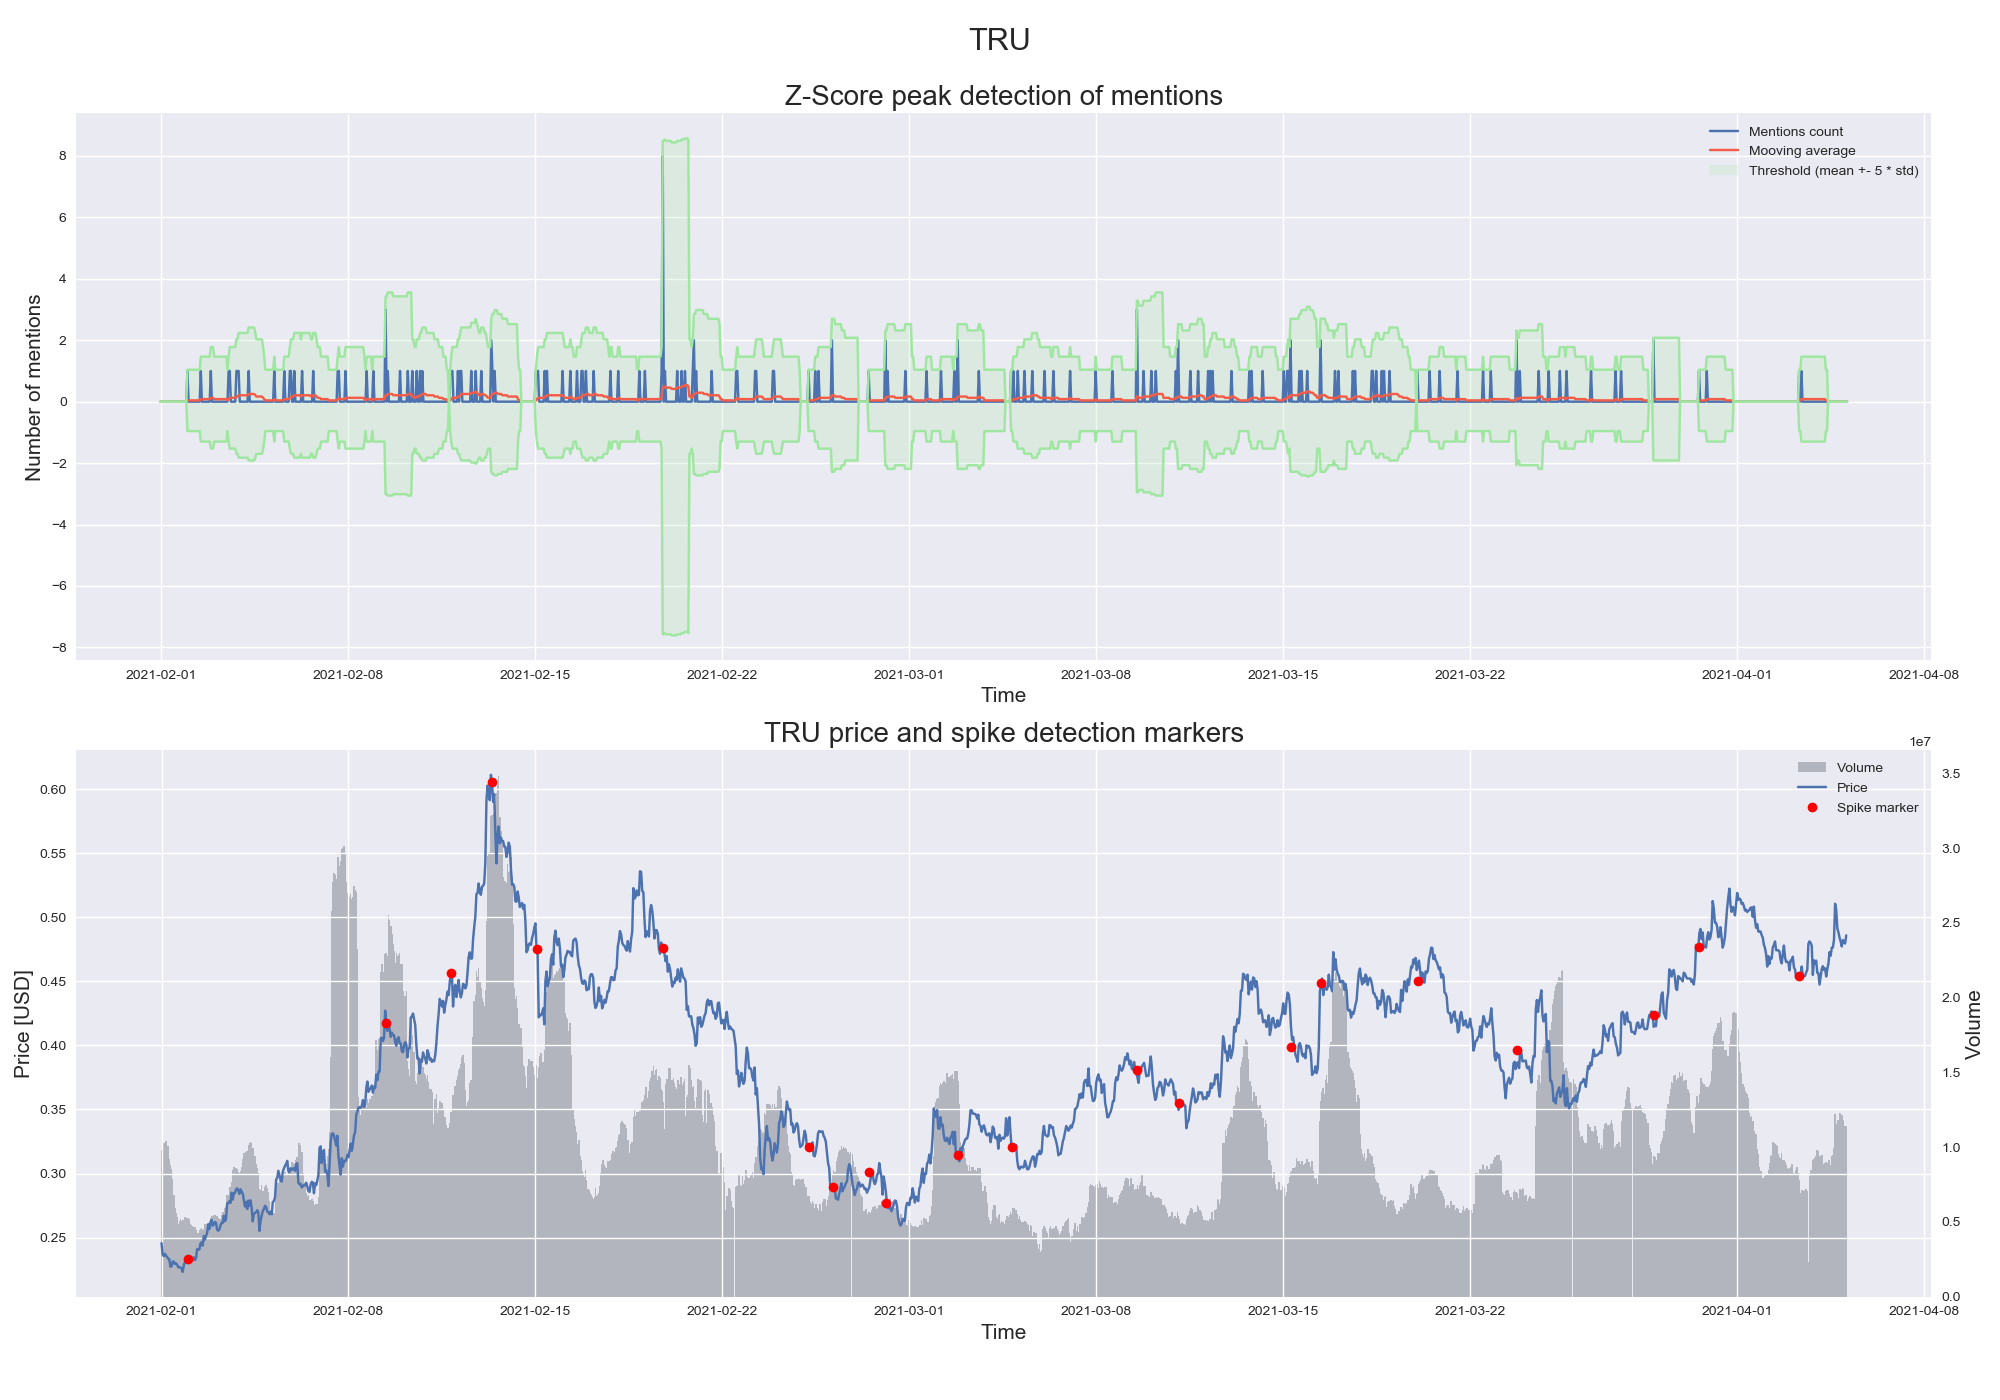 TRU
Z-Score peak detection of mentions
Mentions count
Mooving average
Threshold (mean +- 5 * std)
8
6
4
2
0
−2
−4
−6
−8
Number of mentions
2021-02-01 2021-02-08 2021-02-15 2021-02-22 2021-03-01 2021-03-08 2021-03-15 2021-03-22 2021-04-01 2021-04-08
Time
TRU price and spike detection markers
1e7
Volume
Price
Spike marker
0.60
0.55
0.50
0.45
0.40
0.35
0.30
0.25
Price [USD]
3.5
3.0
2.5
2.0
1.5
1.0
0.5
0.0
Volume
2021-02-01 2021-02-08 2021-02-15 2021-02-22 2021-03-01 2021-03-08 2021-03-15 2021-03-22 2021-04-01 2021-04-08
Time